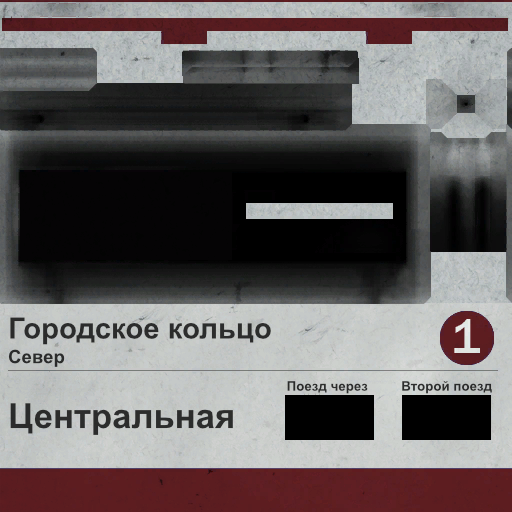 Городское кольцо
1
Север
Поезд через
Второй поезд
Центральная